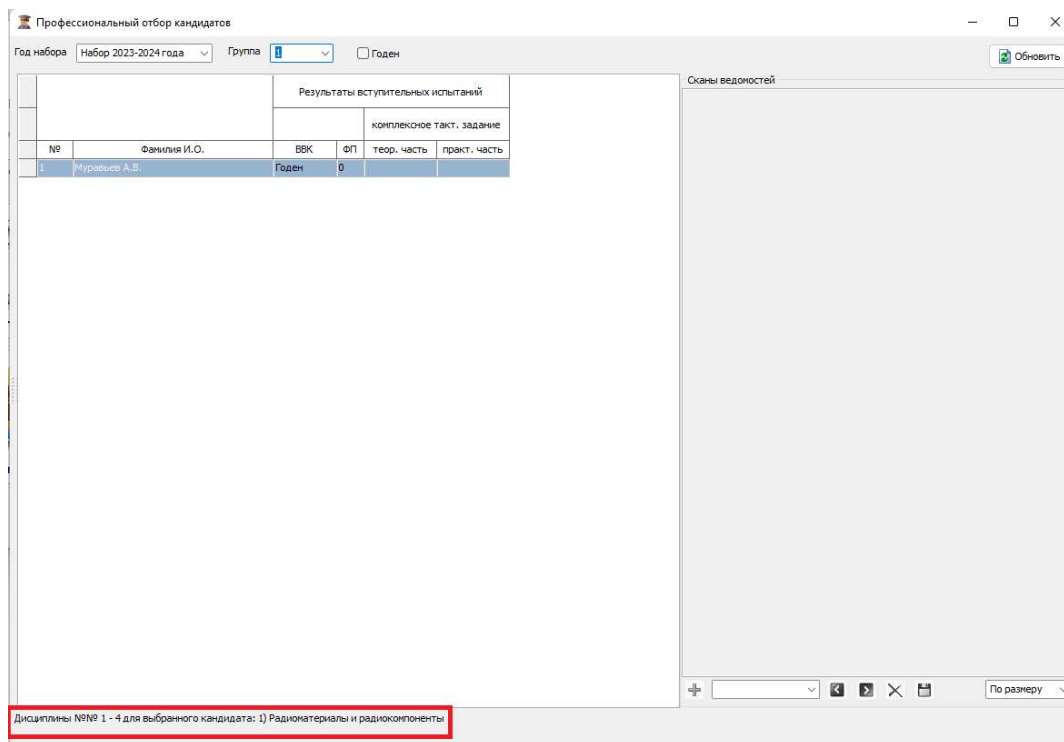 Профессиональный отбор кандидатов
Год набора Набор 2023-2024 года Группа 1 Годен Обновить
Сканы ведомостей
Результаты вступительных испытаний
комплексное такт. задание
№ Фамилия И.О. ВВК ФП теор. часть практ. часть
1 Муравьев А.В. Годен 0
По размеру
Дисциплины №№ 1 - 4 для выбранного кандидата: 1) Радиоматериалы и радиокомпоненты